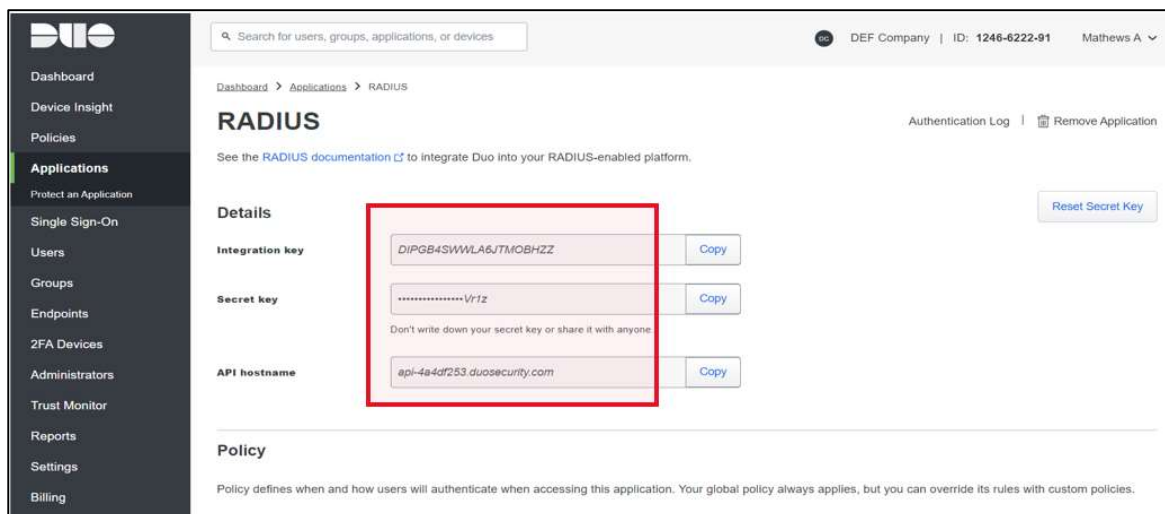 DUO
Search for users, groups, applications, or devices
DC DEF Company | ID: 1246-6222-91 Mathews A
Dashboard
Device Insight
Policies
Applications
Protect an Application
Single Sign-On
Users
Groups
Endpoints
2FA Devices
Administrators
Trust Monitor
Reports
Settings
Billing
Dashboard > Applications > RADIUS
RADIUS
Authentication Log | Remove Application
See the RADIUS documentation to integrate Duo into your RADIUS-enabled platform.
Details
Reset Secret Key
Integration key DIPGB4SWWLA6JTMOBHZZ Copy
Secret key ••••••••••••••••Vr1z Copy
Don't write down your secret key or share it with anyone
API hostname api-4a4df253.duosecurity.com Copy
Policy
Policy defines when and how users will authenticate when accessing this application. Your global policy always applies, but you can override its rules with custom policies.